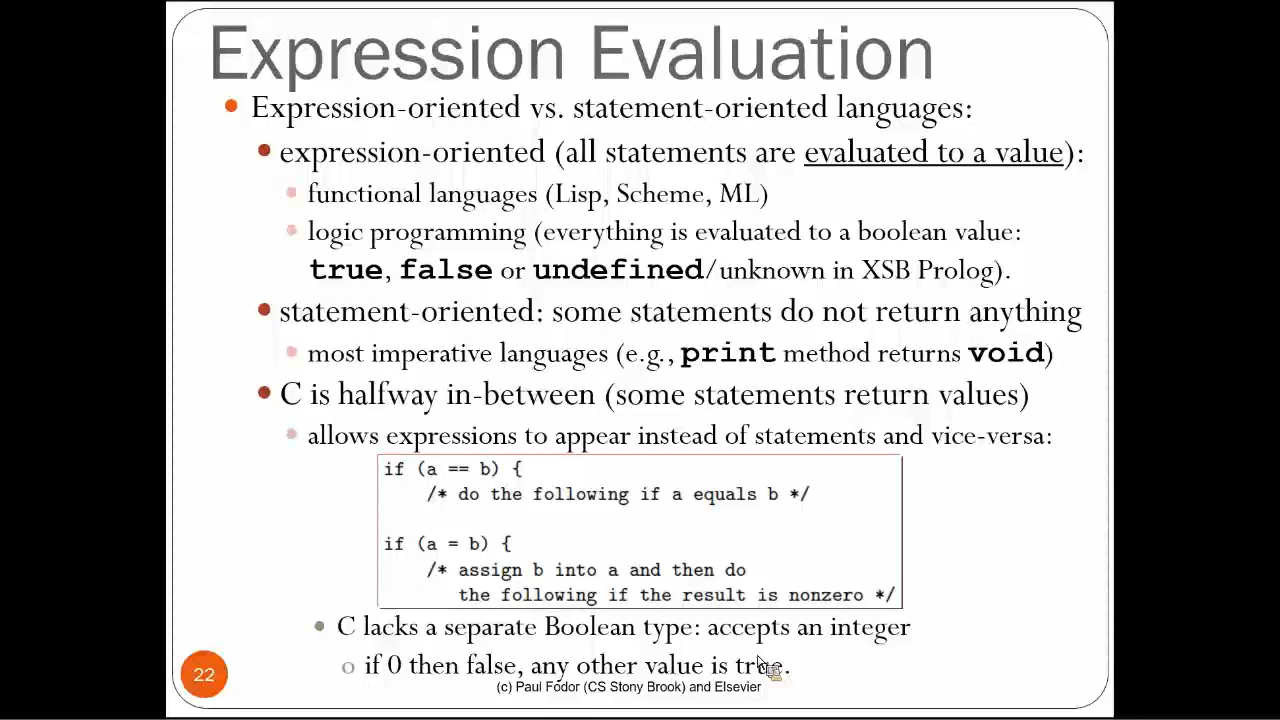 Expression Evaluation
Expression-oriented vs. statement-oriented languages:
expression-oriented (all statements are evaluated to a value):
functional languages (Lisp, Scheme, ML)
logic programming (everything is evaluated to a boolean value:
true, false or undefined/unknown in XSB Prolog).
statement-oriented: some statements do not return anything
most imperative languages (e.g., print method returns void)
C is halfway in-between (some statements return values)
allows expressions to appear instead of statements and vice-versa:
if (a == b) {
/* do the following if a equals b */
if (a = b) {
/* assign b into a and then do
the following if the result is nonzero */
C lacks a separate Boolean type: accepts an integer
if 0 then false, any other value is true.
22
(c) Paul Fodor (CS Stony Brook) and Elsevier